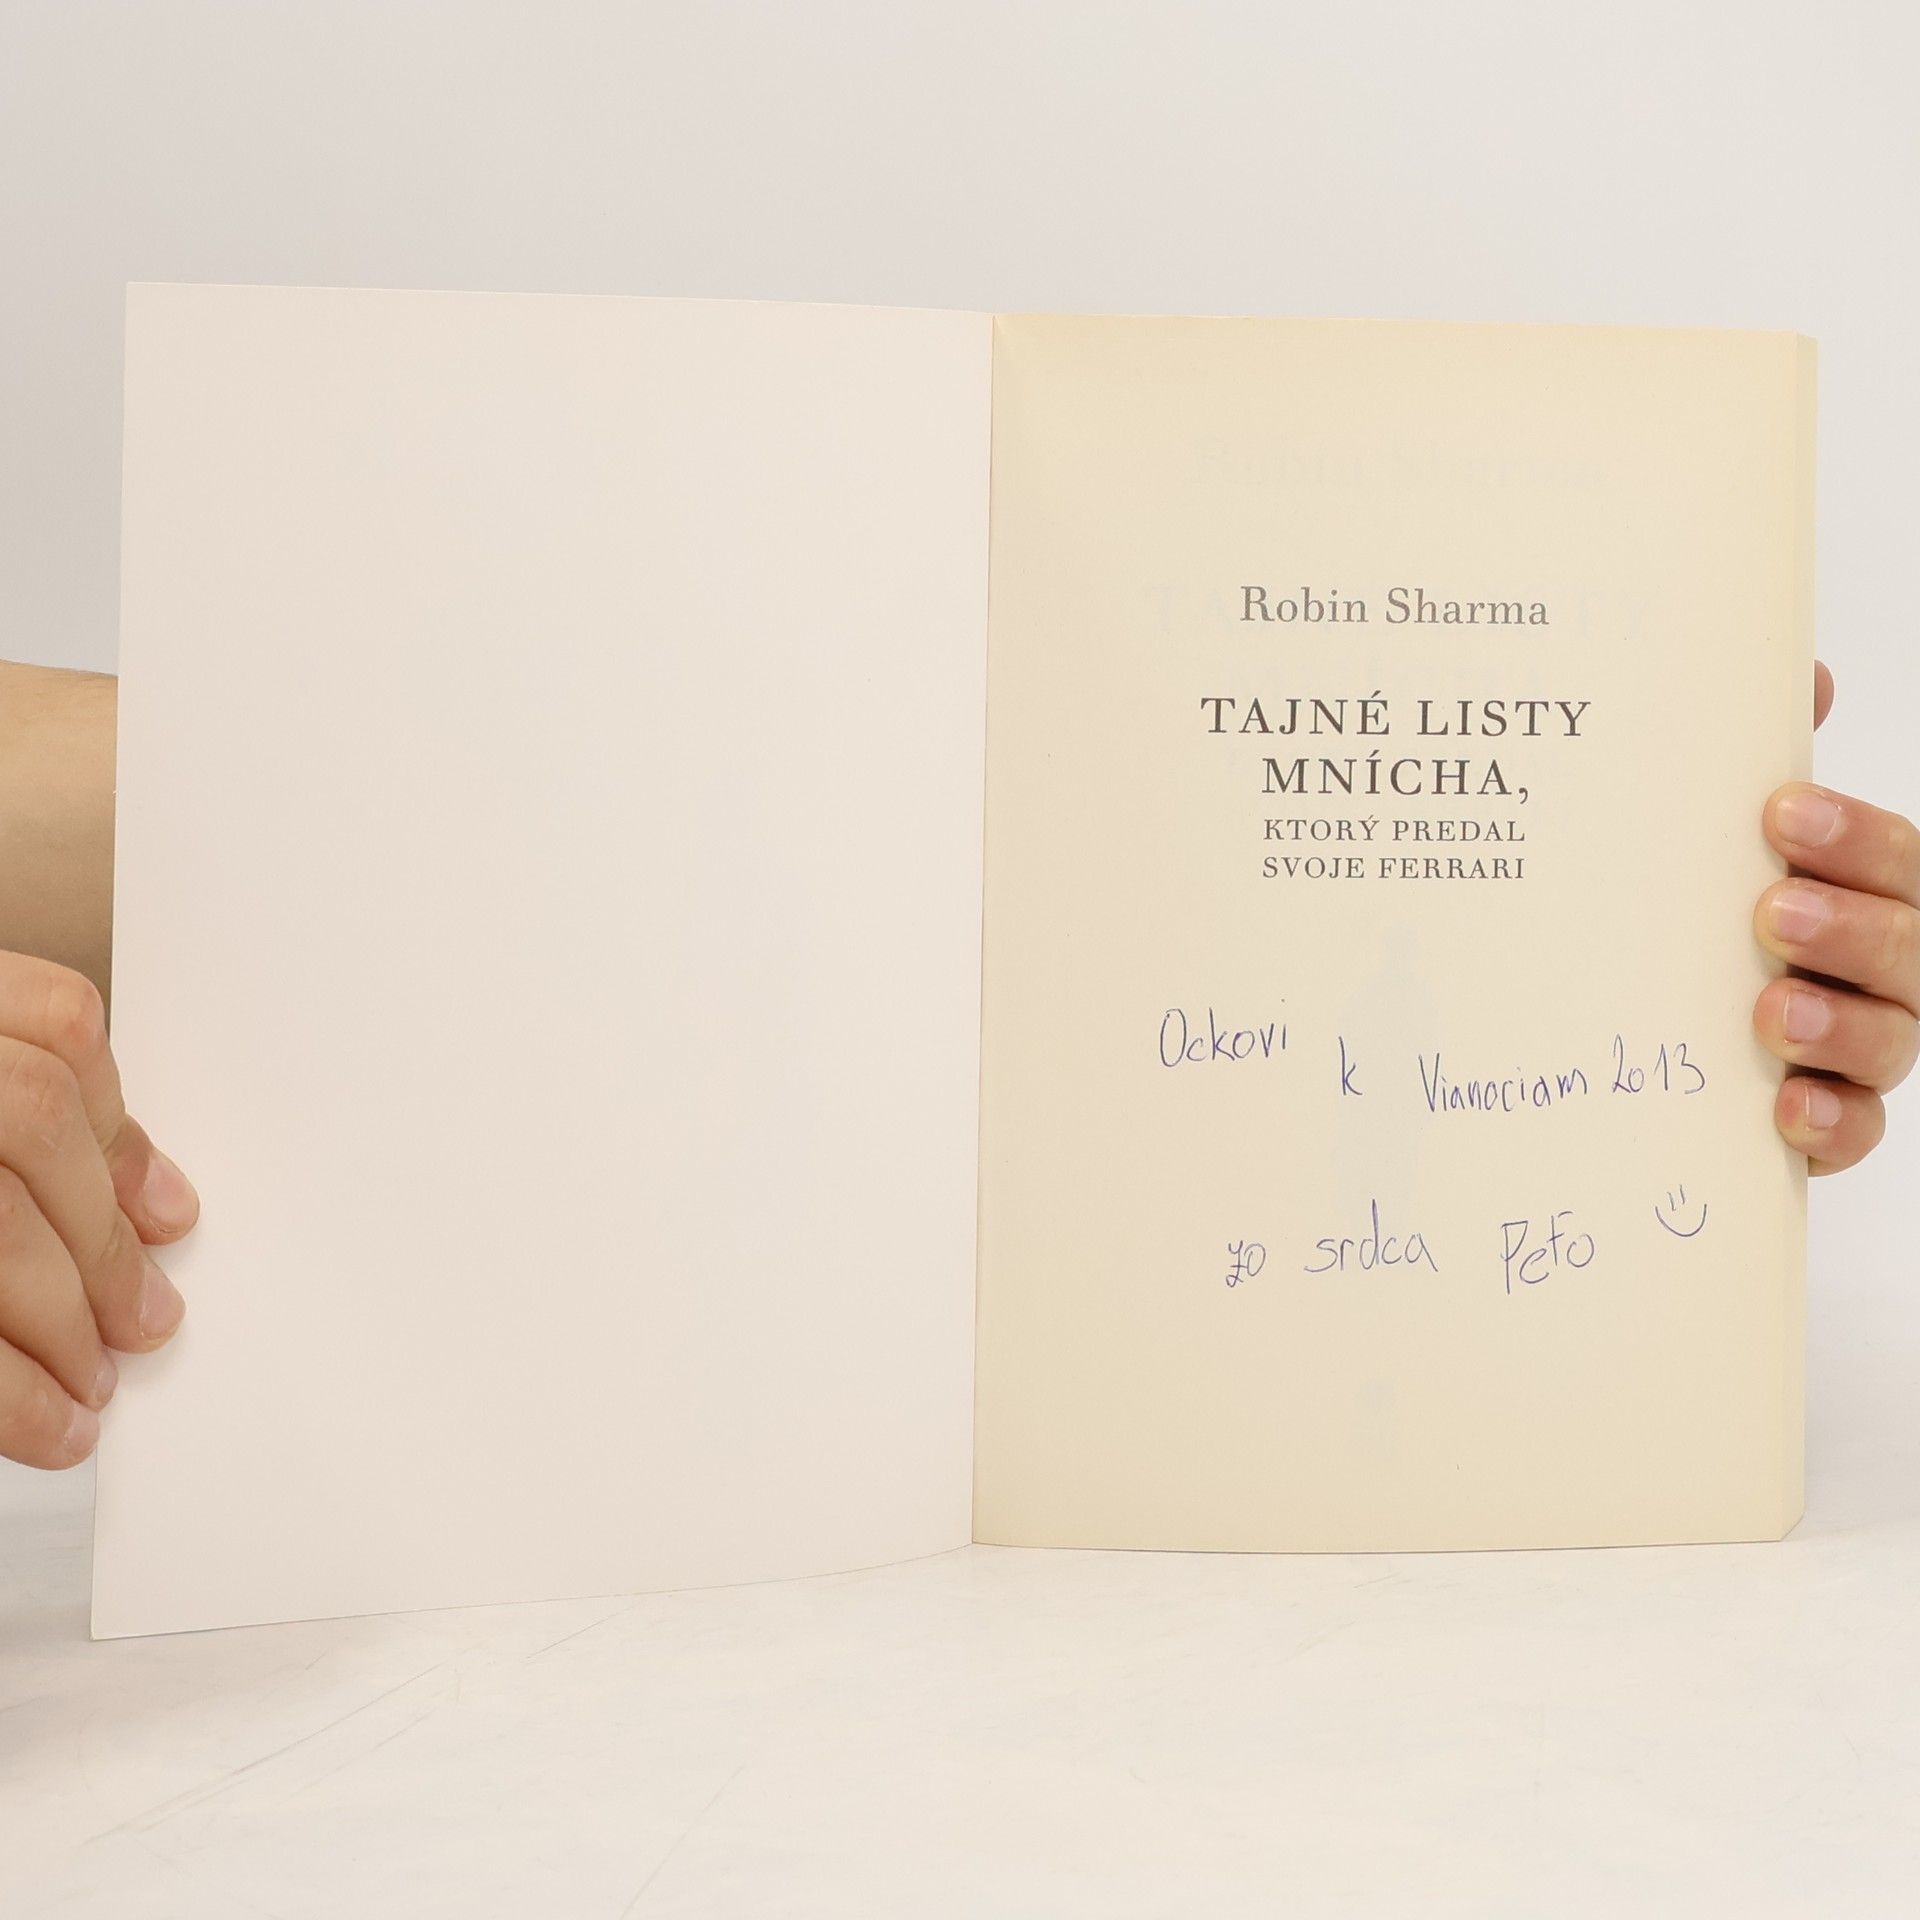 Robin Sharma
TAJNÉ LISTY
MNÍCHA,
KTORÝ PREDAL
SVOJE FERRARI
Ockovi k Vianociam 2013
zo srdca Peťo